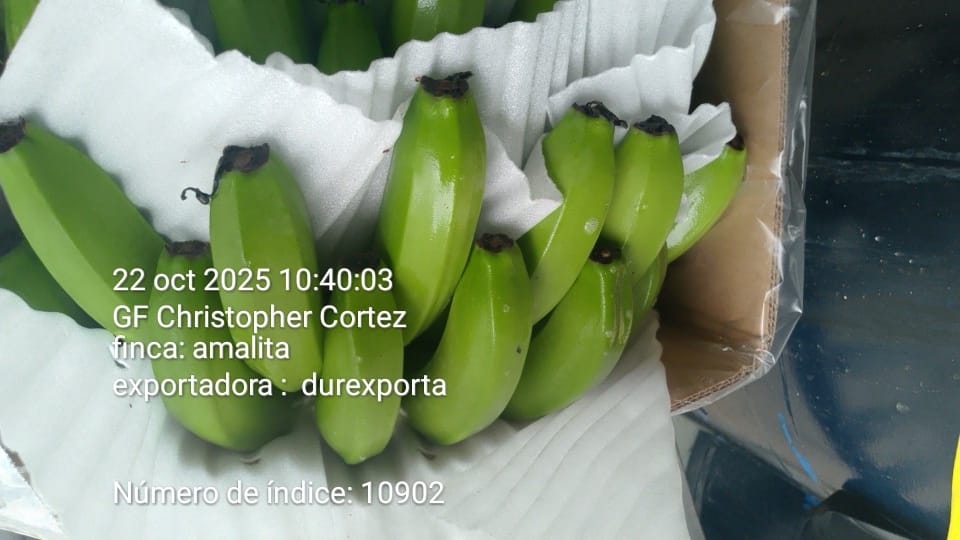 22 oct 2025 10:40:03
GF Christopher Cortez
finca: amalita
exportadora :  durexporta
Número de índice: 10902